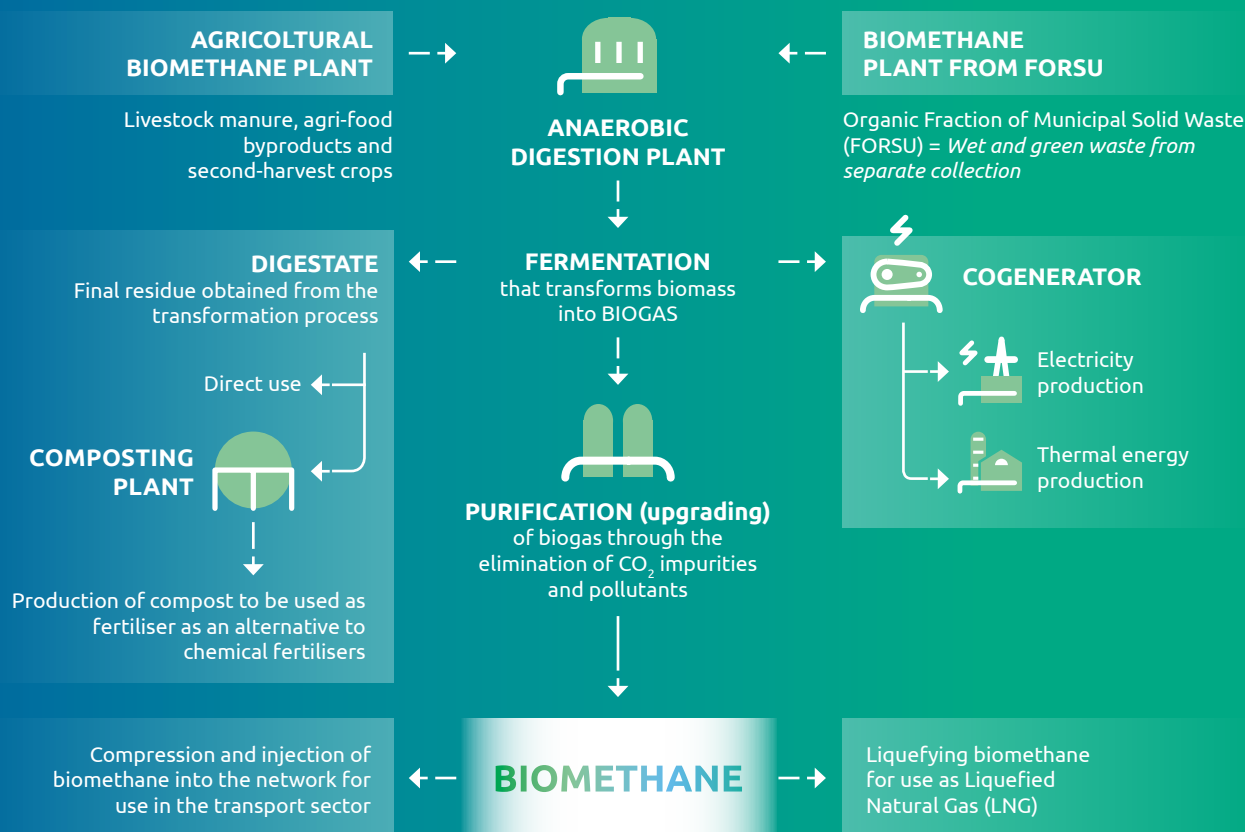 AGRICOLTURAL
BIOMETHANE PLANT
Livestock manure, agri-food
byproducts and
second-harvest crops
ANAEROBIC
DIGESTION PLANT
BIOMETHANE
PLANT FROM FORSU
Organic Fraction of Municipal Solid Waste
(FORSU) = Wet and green waste from
separate collection
DIGESTATE
Final residue obtained from the
transformation process
Direct use
COMPOSTING
PLANT
Production of compost to be used as
fertiliser as an alternative to
chemical fertilisers
FERMENTATION
that transforms biomass
into BIOGAS
PURIFICATION (upgrading)
of biogas through the
elimination of CO₂ impurities
and pollutants
COGENERATOR
Electricity
production
Thermal energy
production
Compression and injection of
biomethane into the network for
use in the transport sector
BIOMETHANE
Liquefying biomethane
for use as Liquefied
Natural Gas (LNG)